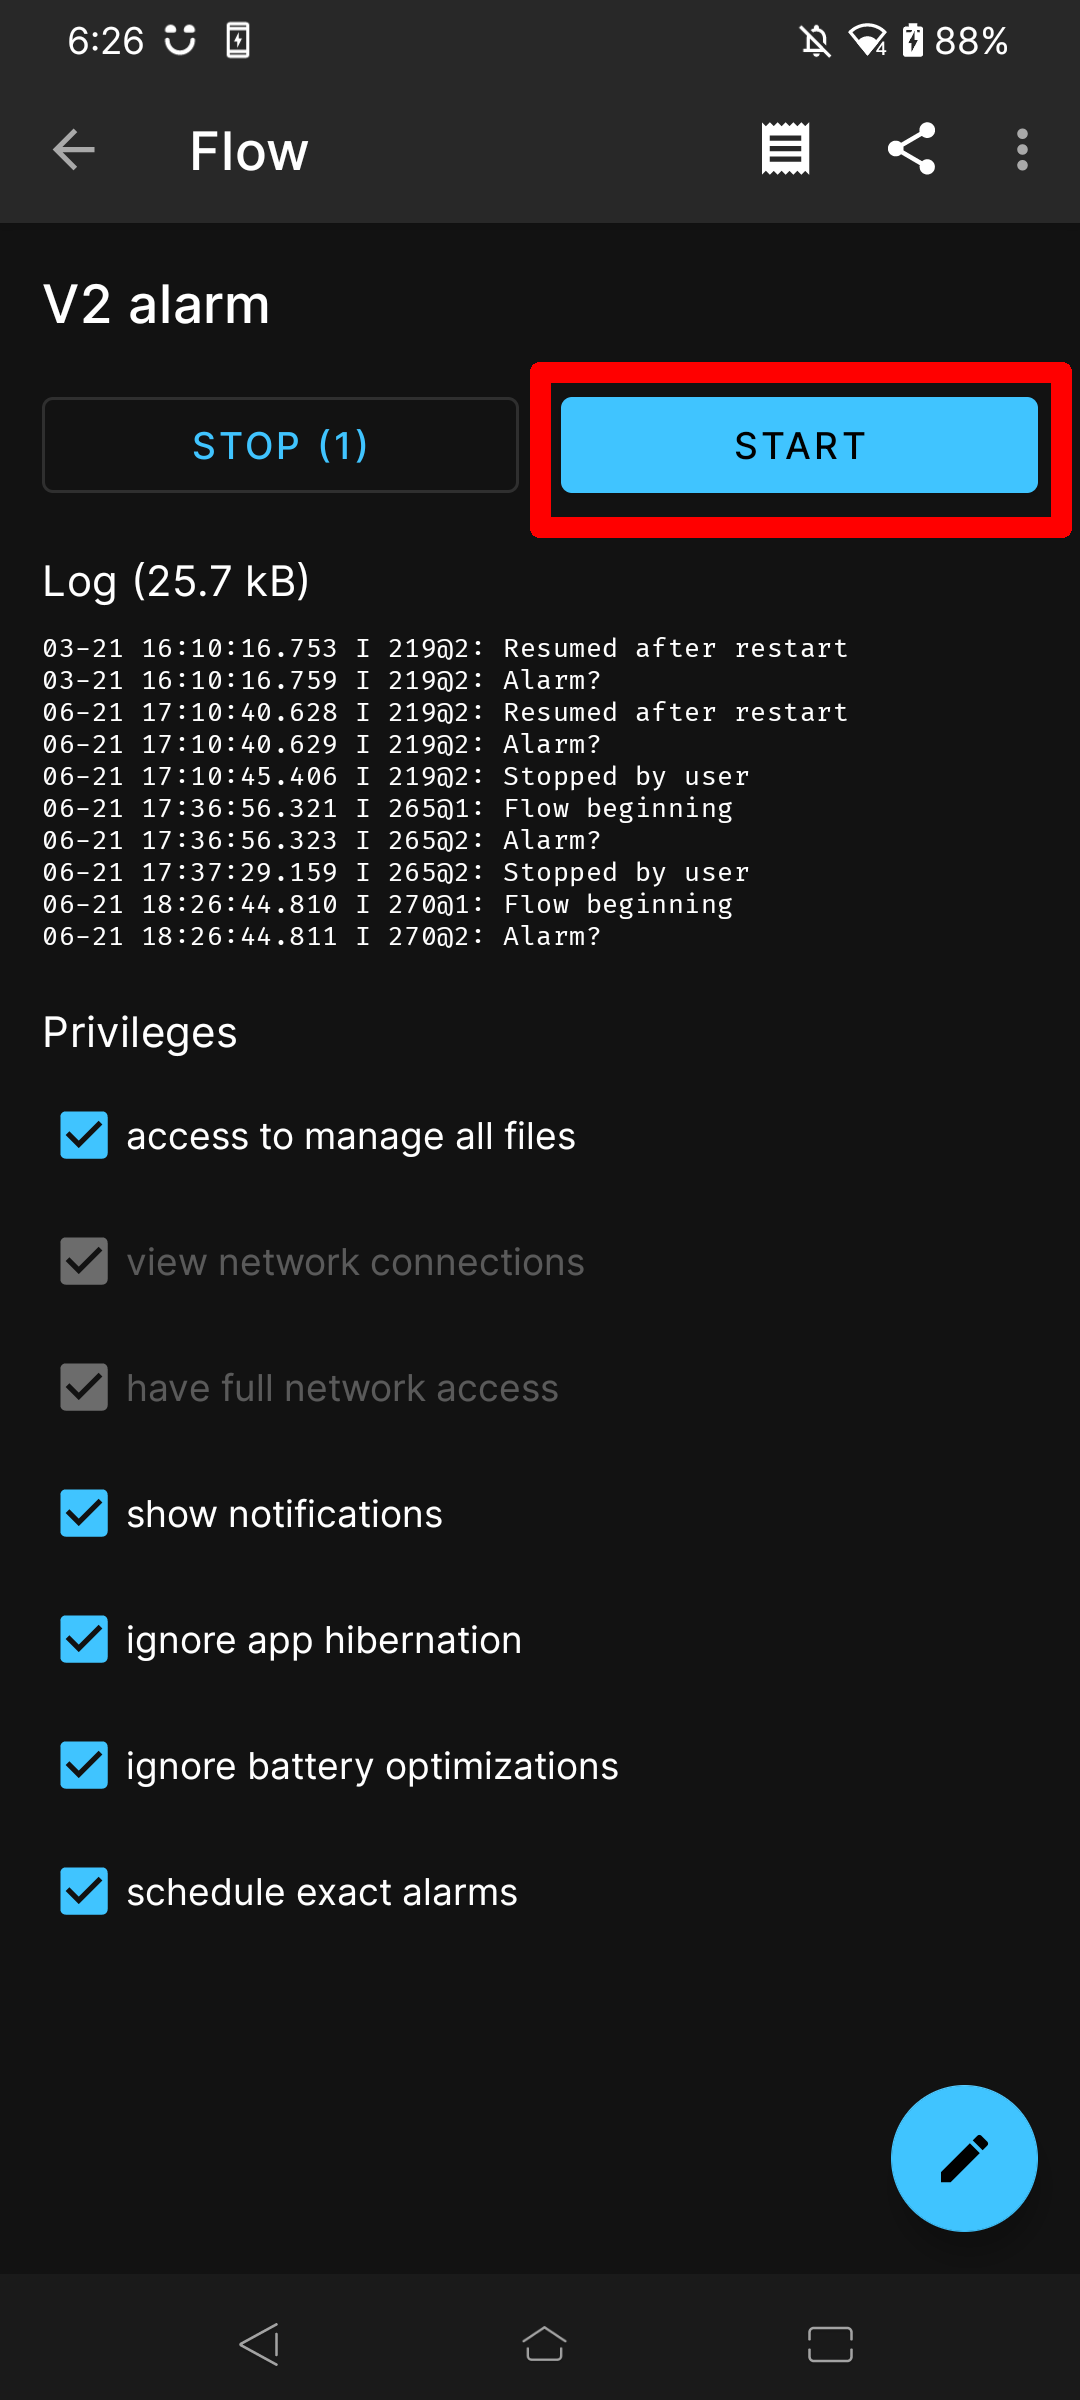 6:26
4 88%
Flow
V2 alarm
STOP (1)
START
Log (25.7 kB)
03-21 16:10:16.753 I 219@2: Resumed after restart
03-21 16:10:16.759 I 219@2: Alarm?
06-21 17:10:40.628 I 219@2: Resumed after restart
06-21 17:10:40.629 I 219@2: Alarm?
06-21 17:10:45.406 I 219@2: Stopped by user
06-21 17:36:56.321 I 265@1: Flow beginning
06-21 17:36:56.323 I 265@2: Alarm?
06-21 17:37:29.159 I 265@2: Stopped by user
06-21 18:26:44.810 I 270@1: Flow beginning
06-21 18:26:44.811 I 270@2: Alarm?
Privileges
access to manage all files
view network connections
have full network access
show notifications
ignore app hibernation
ignore battery optimizations
schedule exact alarms